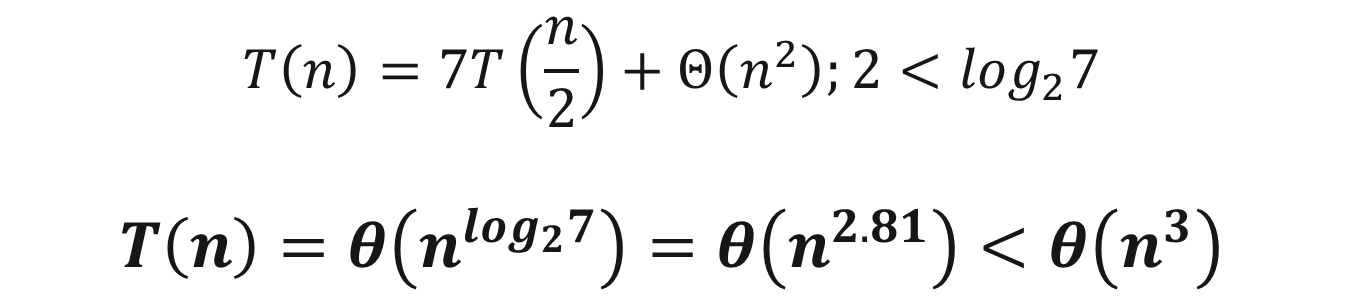 T(n) = 7T(n/2) + Θ(n²); 2 < log₂7
T(n) = θ(n^{log₂7}) = θ(n^{2.81}) < θ(n³)